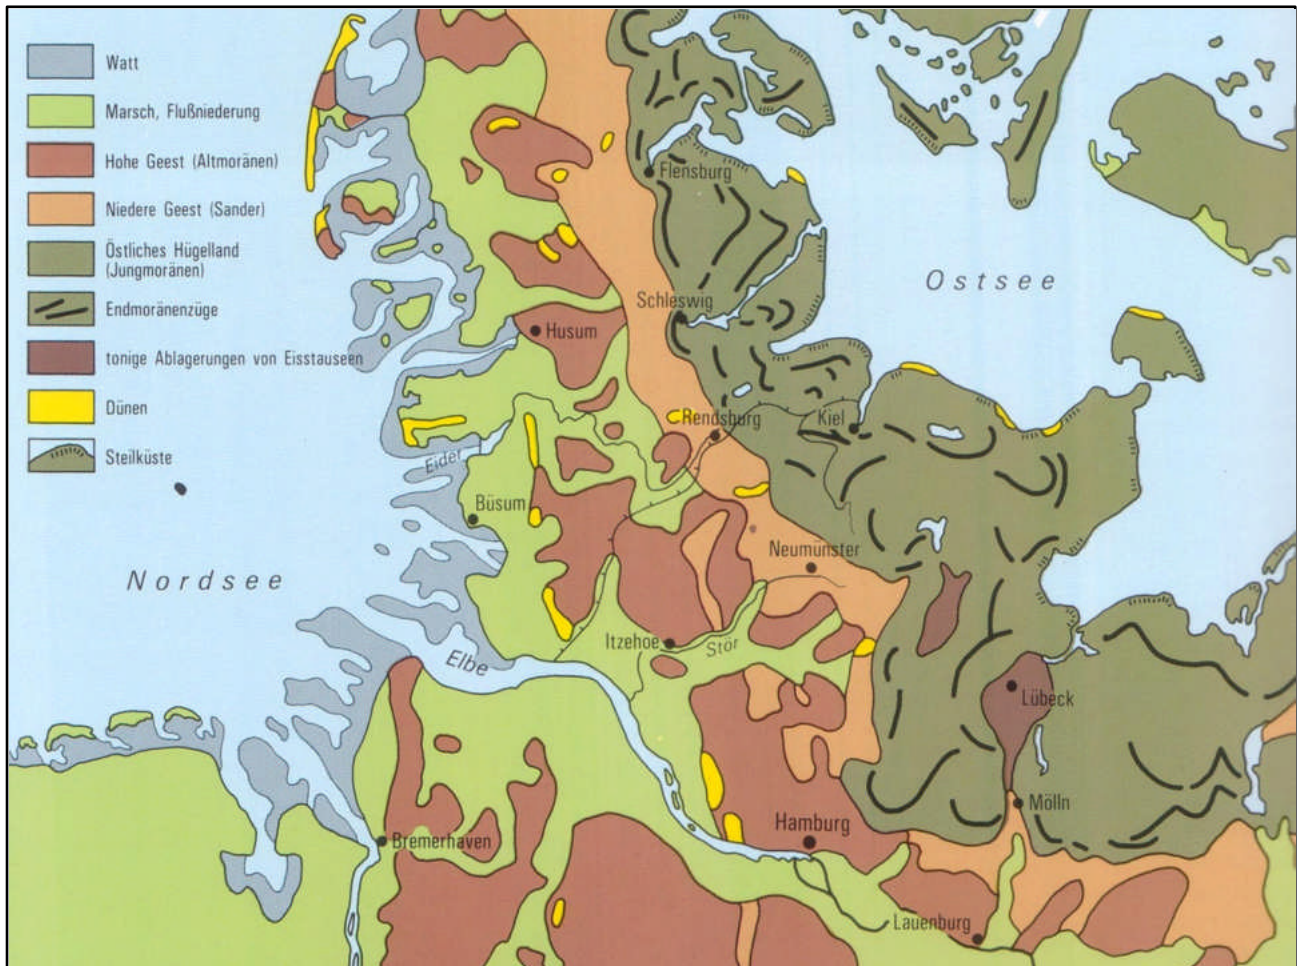 Watt
Marsch, Flußniederung
Hohe Geest (Altmoränen)
Niedere Geest (Sander)
Östliches Hügelland
(Jungmoränen)
Endmoränenzüge
tonige Ablagerungen von Eisstauseen
Dünen
Steilküste
Flensburg
Ostsee
Schleswig
Husum
Rendsburg
Kiel
Eider
Büsum
Neumünster
Nordsee
Itzehoe
Stör
Elbe
Lübeck
Mölln
Hamburg
Bremerhaven
Lauenburg